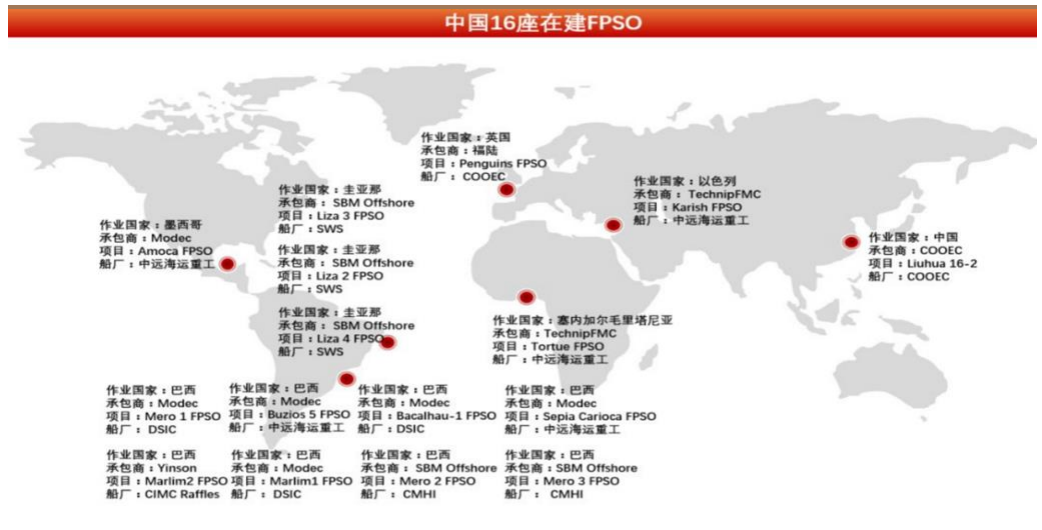 中国16座在建FPSO
作业国家：英国
承包商：福陆
项目：Penguins FPSO
船厂： COOEC
作业国家：以色列
承包商： TechnipFMC
项目：Karish FPSO
船厂：中远海运重工
作业国家：圭亚那
承包商： SBM Offshore
项目：Liza 3 FPSO
船厂：SWS
作业国家：墨西哥
承包商：Modec
项目：Amoca FPSO
船厂：中远海运重工
作业国家：圭亚那
承包商： SBM Offshore
项目：Liza 2 FPSO
船厂：SWS
作业国家：中国
承包商：COOEC
项目：Liuhua 16-2
船厂：COOEC
作业国家：圭亚那
承包商： SBM Offshore
项目：Liza 4 FPSO
船厂：SWS
作业国家：塞内加尔毛里塔尼亚
承包商：TechnipFMC
项目：Tortue FPSO
船厂：中远海运重工
作业国家：巴西
承包商：Modec
项目：Mero 1 FPSO
船厂： DSIC
作业国家：巴西
承包商：Modec
项目：Buzios 5 FPSO
船厂：中远海运重工
作业国家：巴西
承包商：Modec
项目：Bacalhau-1 FPSO
船厂：DSIC
作业国家：巴西
承包商：Modec
项目：Sepia Carioca FPSO
船厂：中远海运重工
作业国家：巴西
承包商：Yinson
项目：Marlim2 FPSO
船厂：CIMC Raffles
作业国家：巴西
承包商：Modec
项目：Marlim1 FPSO
船厂： DSIC
作业国家：巴西
承包商： SBM Offshore
项目：Mero 2 FPSO
船厂： CMHI
作业国家：巴西
承包商：SBM Offshore
项目：Mero 3 FPSO
船厂： CMHI